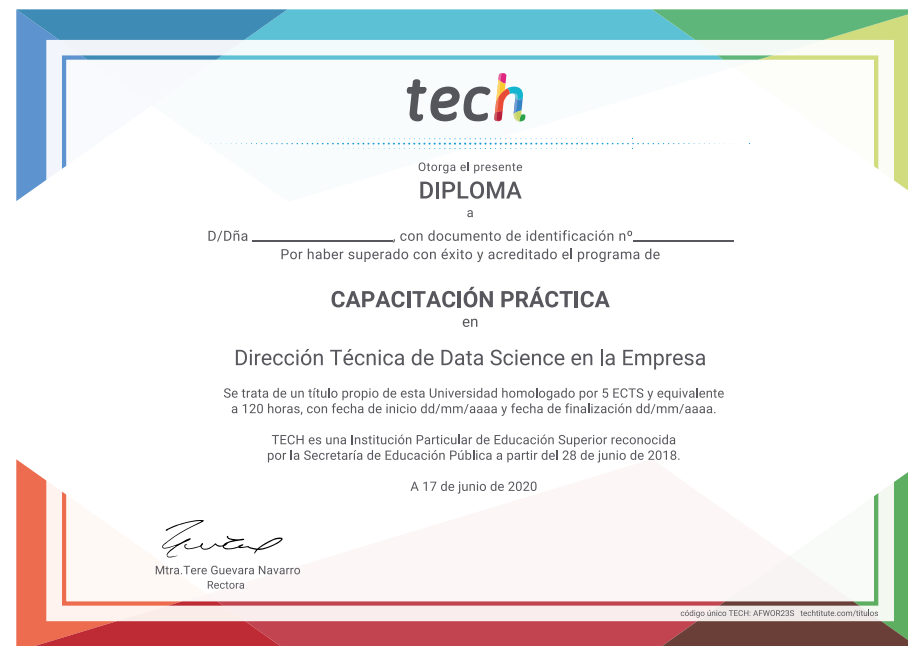 tech
Otorga el presente
DIPLOMA
a
D/Dña ____________________, con documento de identificación nº______________
Por haber superado con éxito y acreditado el programa de
CAPACITACIÓN PRÁCTICA
en
Dirección Técnica de Data Science en la Empresa
Se trata de un título propio de esta Universidad homologado por 5 ECTS y equivalente
a 120 horas, con fecha de inicio dd/mm/aaaa y fecha de finalización dd/mm/aaaa.
TECH es una Institución Particular de Educación Superior reconocida
por la Secretaría de Educación Pública a partir del 28 de junio de 2018.
A 17 de junio de 2020
Mtra.Tere Guevara Navarro
Rectora
código único TECH: AFWOR23S techtitute.com/titulos